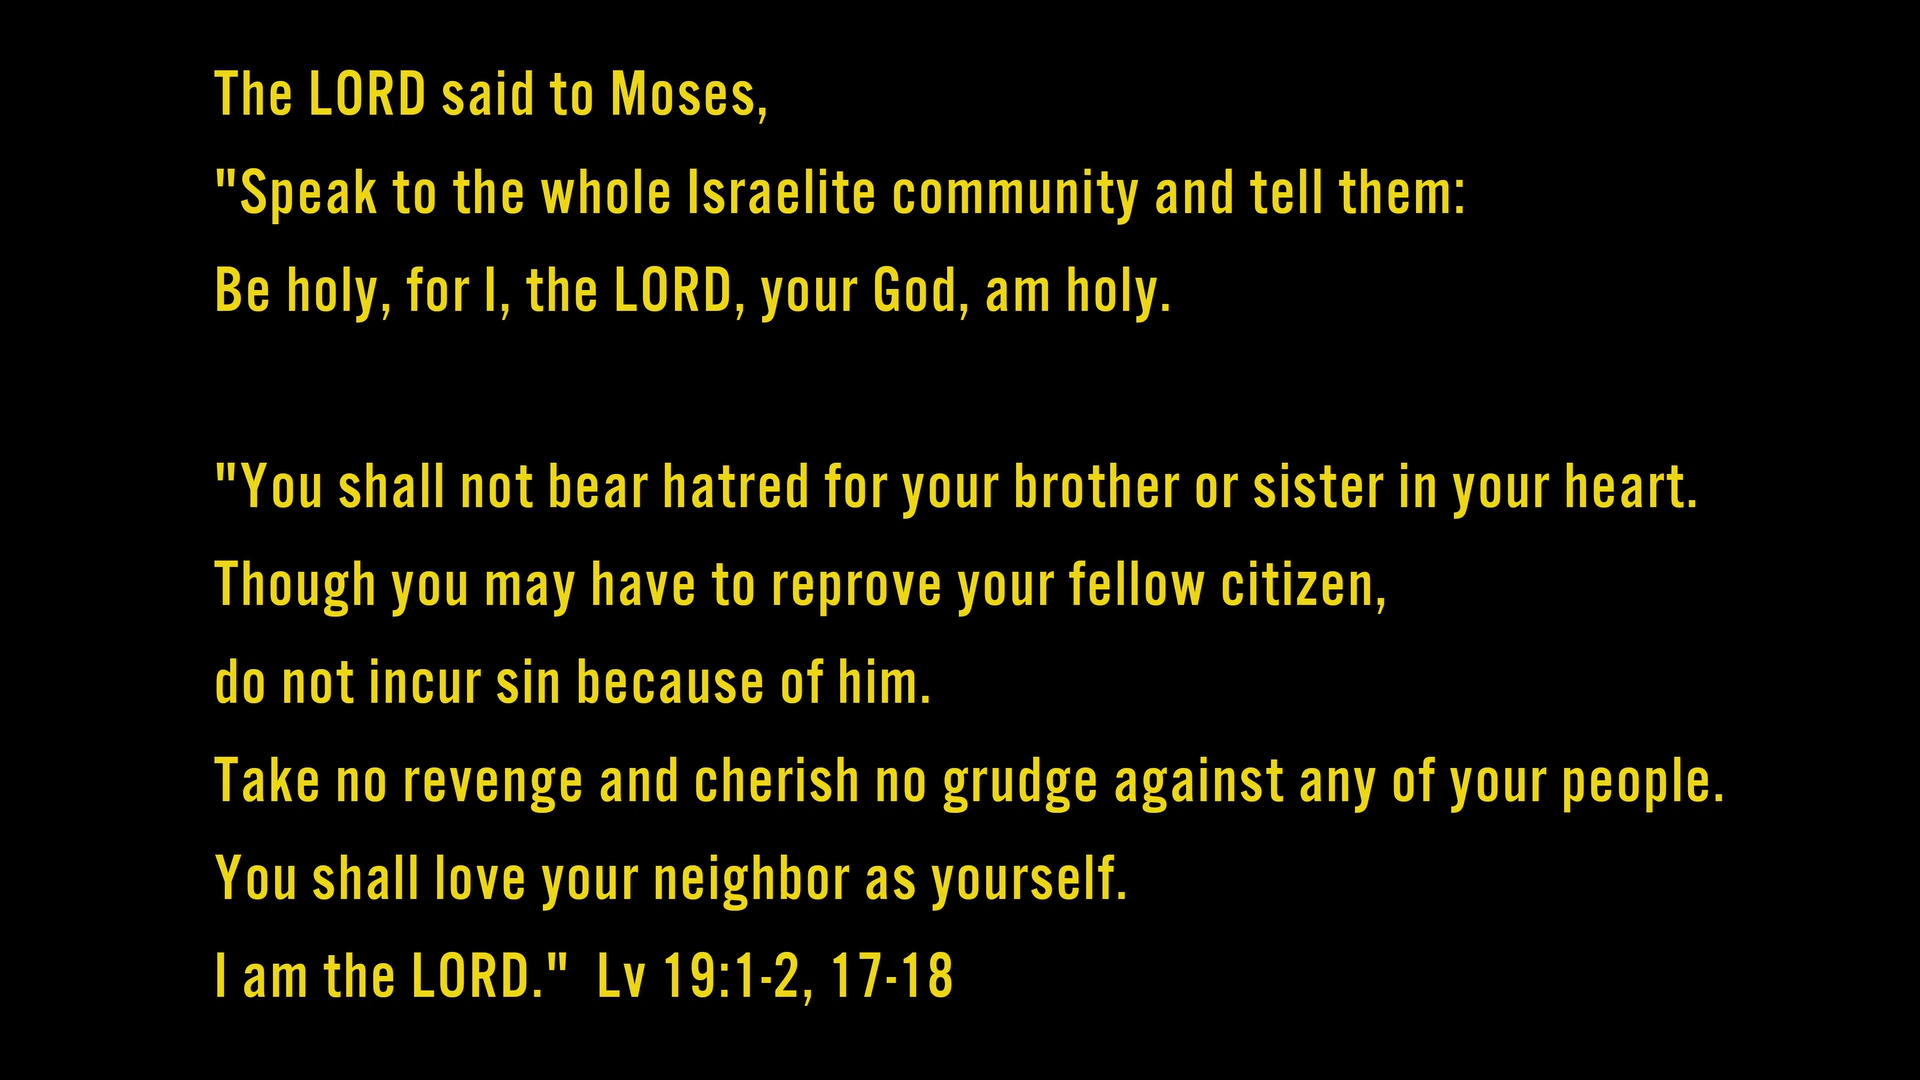 The LORD said to Moses,
"Speak to the whole Israelite community and tell them:
Be holy, for I, the LORD, your God, am holy.
"You shall not bear hatred for your brother or sister in your heart.
Though you may have to reprove your fellow citizen,
do not incur sin because of him.
Take no revenge and cherish no grudge against any of your people.
You shall love your neighbor as yourself.
I am the LORD."  Lv 19:1-2, 17-18